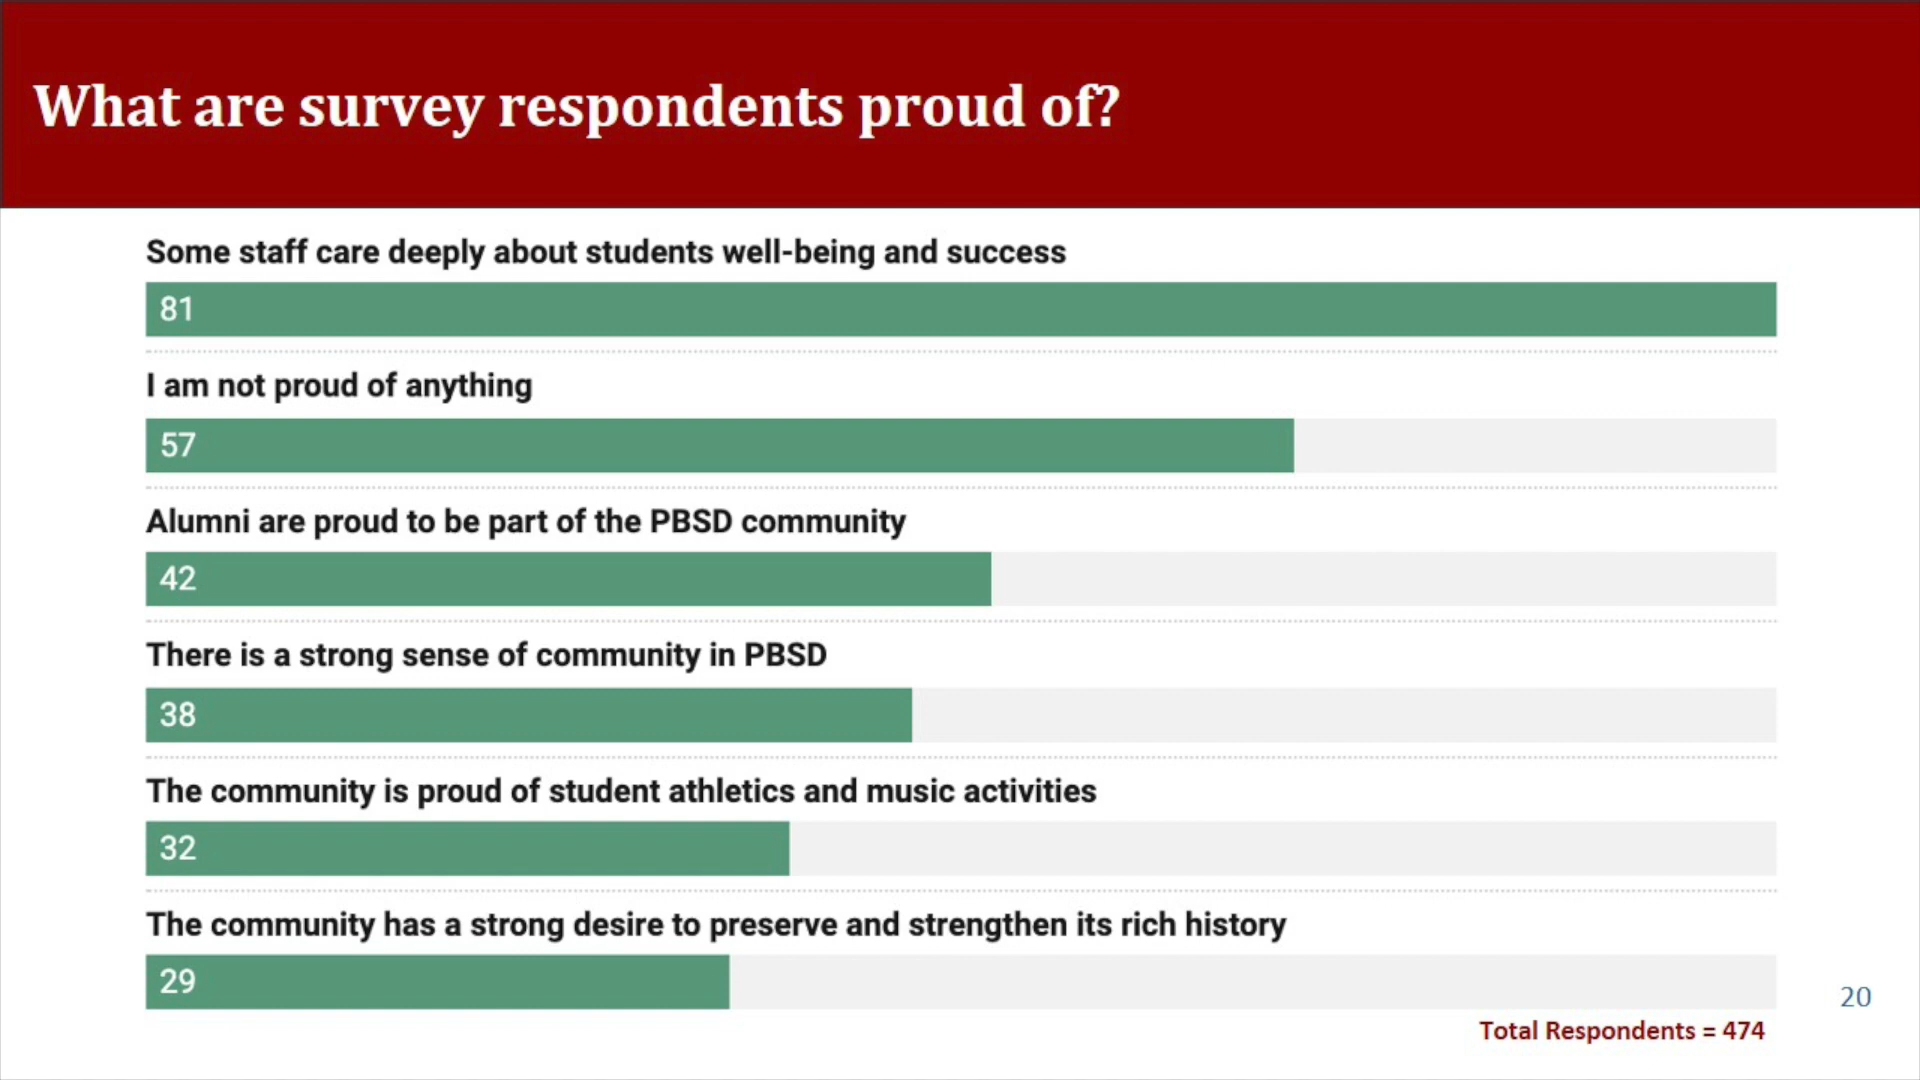 What are survey respondents proud of?
Some staff care deeply about students well-being and success
81
I am not proud of anything
57
Alumni are proud to be part of the PBSD community
42
There is a strong sense of community in PBSD
38
The community is proud of student athletics and music activities
32
The community has a strong desire to preserve and strengthen its rich history
29
20
Total Respondents = 474